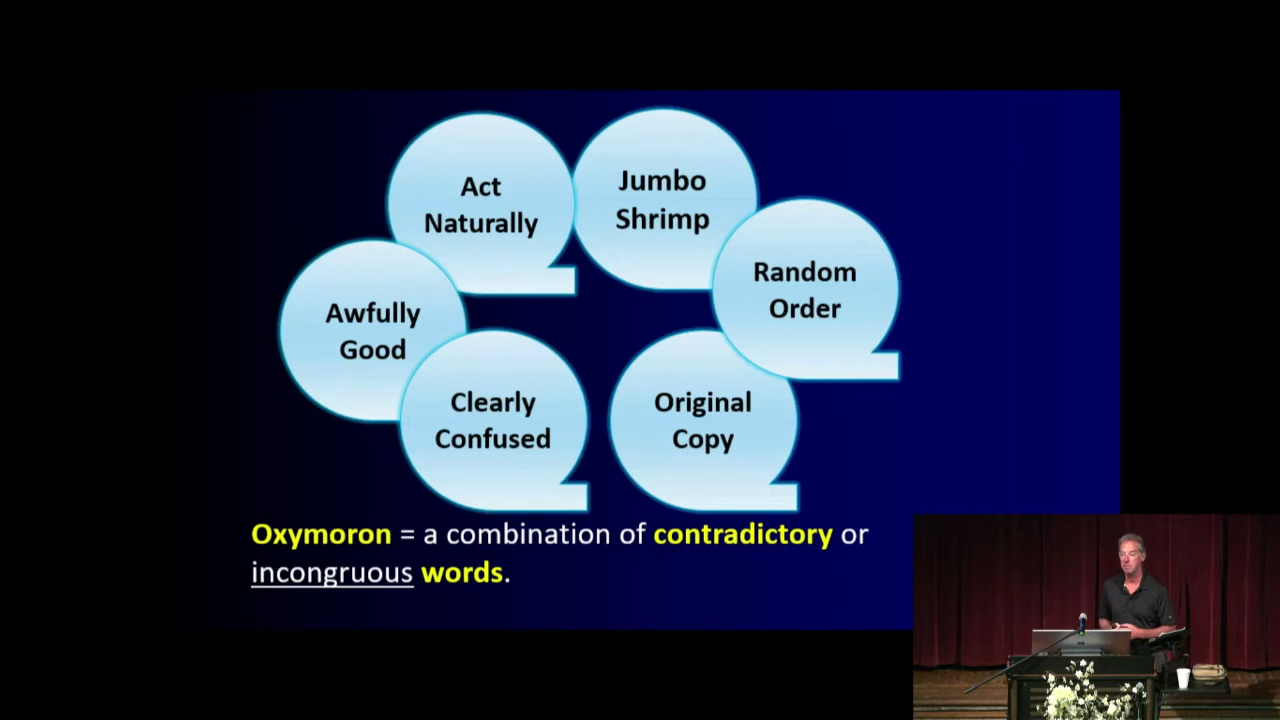 Act
Naturally
Jumbo
Shrimp
Random
Order
Awfully
Good
Clearly
Confused
Original
Copy
Oxymoron = a combination of contradictory or
incongruous words.